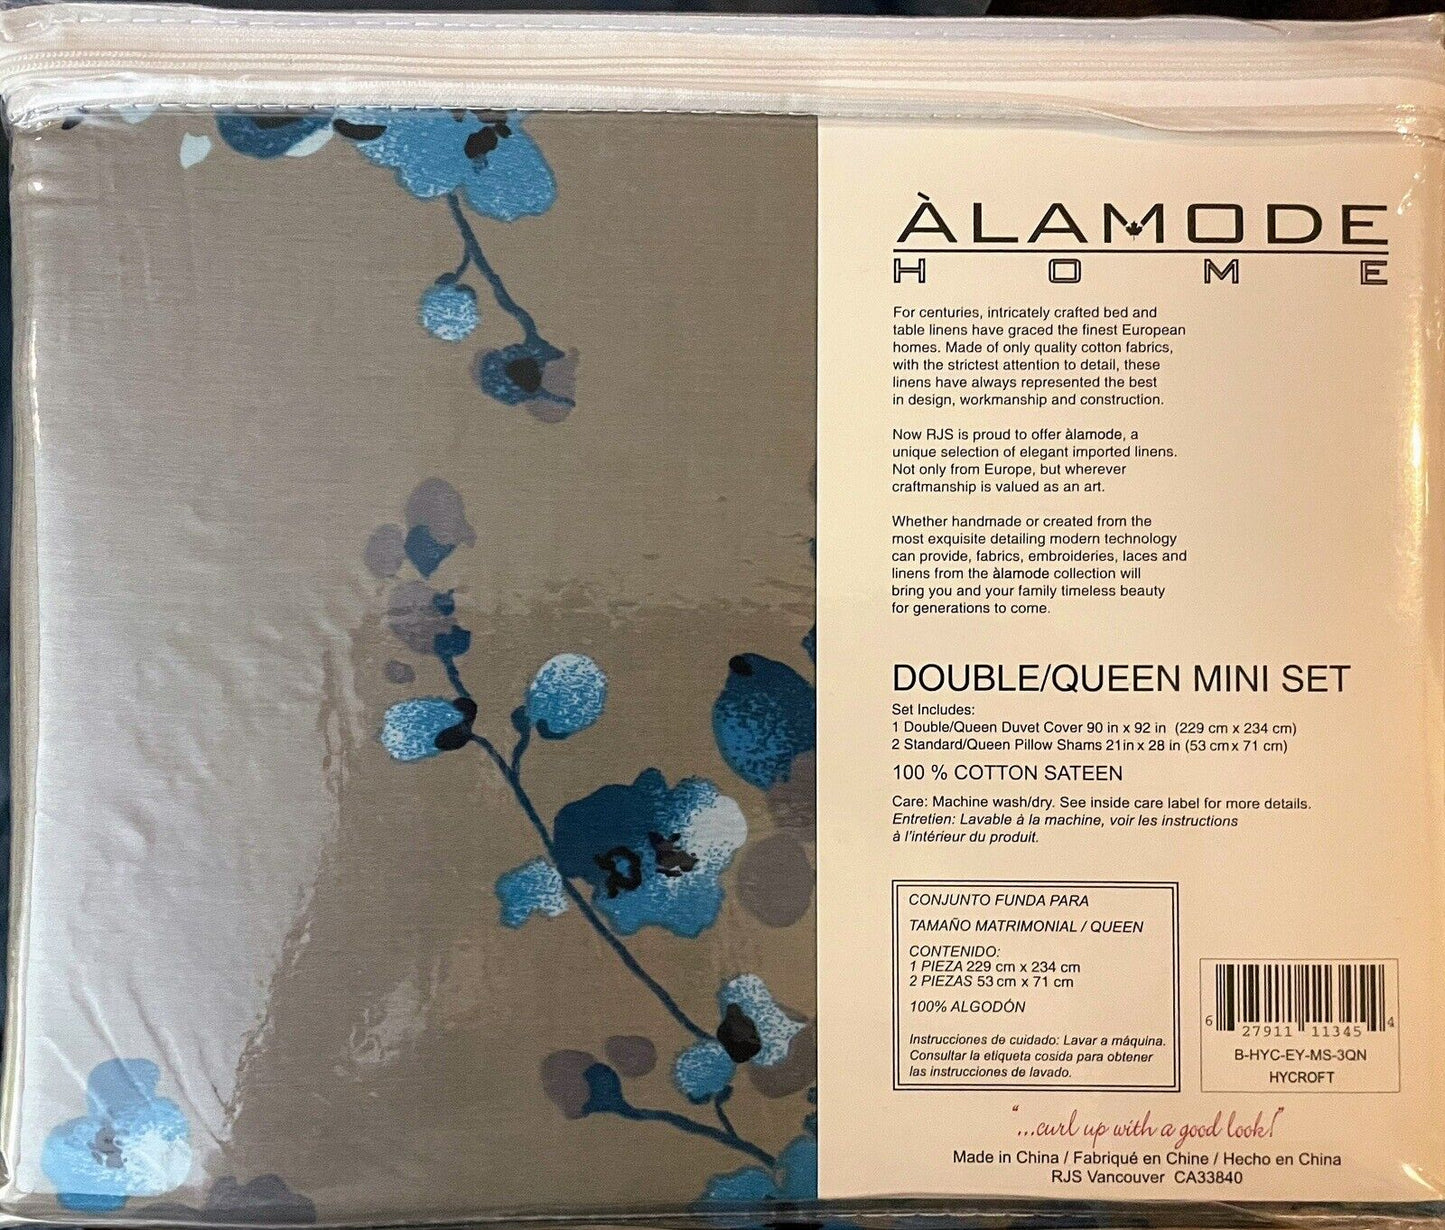 ÀLAMODE
HOME
For centuries, intricately crafted bed and
table linens have graced the finest European
homes. Made of only quality cotton fabrics,
with the strictest attention to detail, these
linens have always represented the best
in design, workmanship and construction.
Now RJS is proud to offer àlamode, a
unique selection of elegant imported linens.
Not only from Europe, but wherever
craftmanship is valued as an art.
Whether handmade or created from the
most exquisite detailing modern technology
can provide, fabrics, embroideries, laces and
linens from the àlamode collection will
bring you and your family timeless beauty
for generations to come.
DOUBLE/QUEEN MINI SET
Set Includes:
1 Double/Queen Duvet Cover 90 in x 92 in (229 cm x 234 cm)
2 Standard/Queen Pillow Shams 21 in x 28 in (53 cm x 71 cm)
100 % COTTON SATEEN
Care: Machine wash/dry. See inside care label for more details.
Entretien: Lavable à la machine, voir les instructions
à l'intérieur du produit.
CONJUNTO FUNDA PARA
TAMAÑO MATRIMONIAL / QUEEN
CONTENIDO:
1 PIEZA 229 cm x 234 cm
2 PIEZAS 53 cm x 71 cm
100% ALGODÓN
Instrucciones de cuidado: Lavar a máquina.
Consultar la etiqueta cosida para obtener
las instrucciones de lavado.
6 27911 11345 4
B-HYC-EY-MS-3QN
HYCROFT
"...curl up with a good look!"
Made in China / Fabriqué en Chine / Hecho en China
RJS Vancouver CA33840